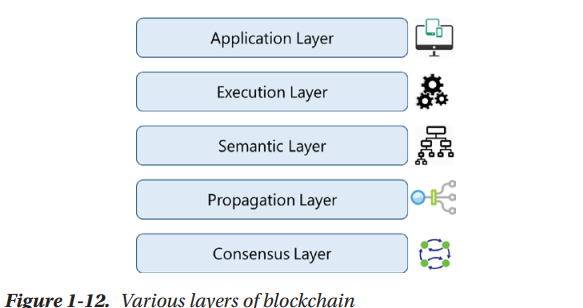 Application Layer
Execution Layer
Semantic Layer
Propagation Layer
Consensus Layer
Figure 1-12. Various layers of blockchain